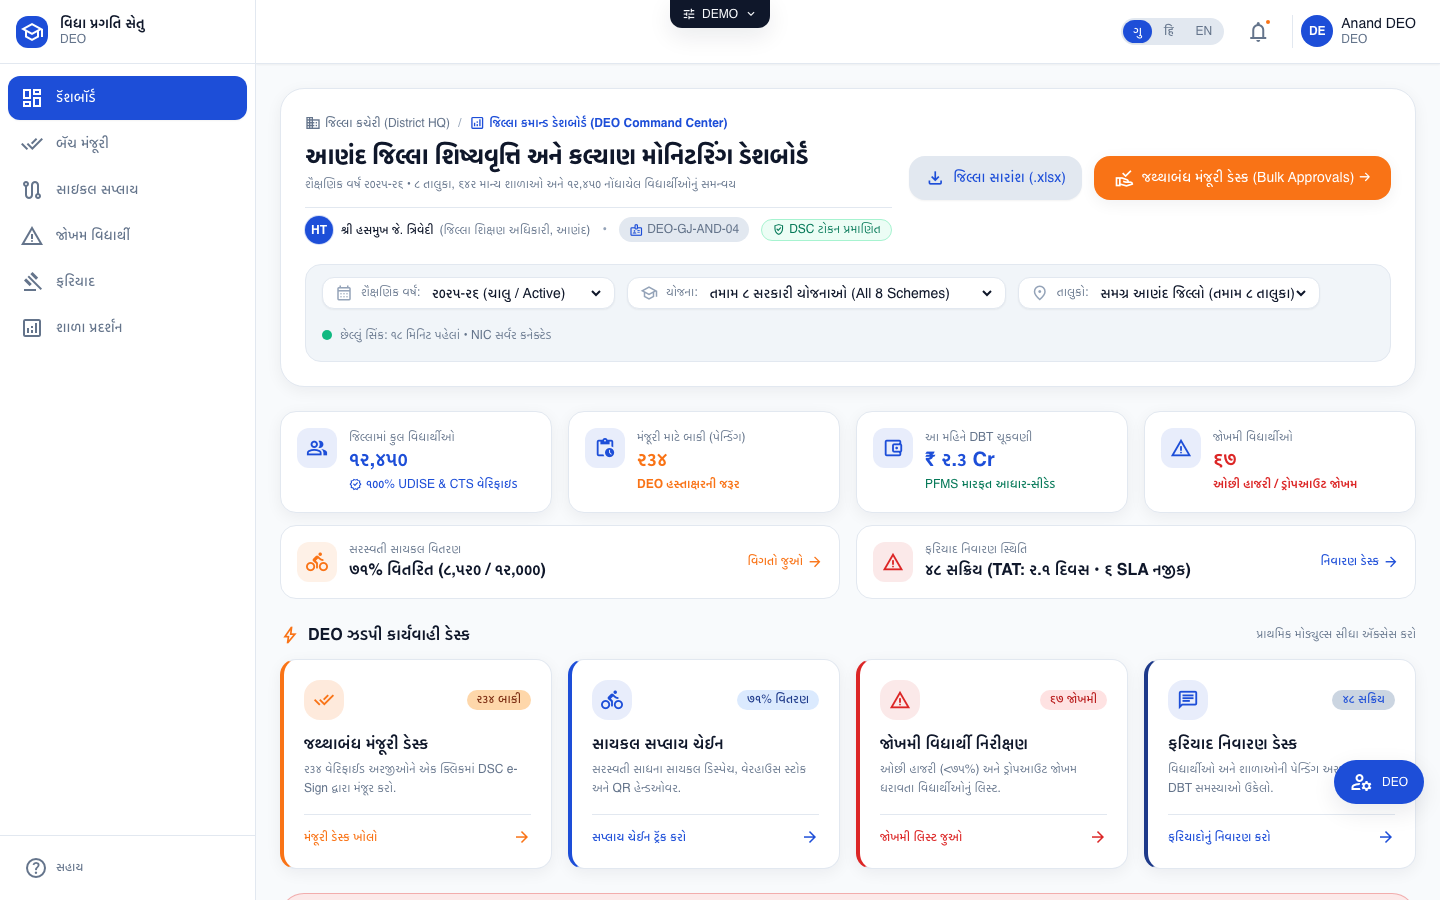 વિદ્યા પ્રગતિ સેતુ
DEO
DEMO
ગુ
हि
EN
DE
Anand DEO
DEO
ડૅશબૉર્ડ
બૅચ મંજૂરી
સાઇકલ સપ્લાય
જોખમ વિદ્યાર્થી
ફરિયાદ
શાળા પ્રદર્શન
સહાય
જિલ્લા કચેરી (District HQ) / જિલ્લા કમાન્ડ ડેશબોર્ડ (DEO Command Center)
આણંદ જિલ્લા શિષ્યવૃત્તિ અને કલ્યાણ મોનિટરિંગ ડેશબોર્ડ
શૈક્ષણિક વર્ષ ૨૦૨૫-૨૬ • ૮ તાલુકા, ૬૪૨ માન્ય શાળાઓ અને ૧૨,૪૫૦ નોંધાયેલ વિદ્યાર્થીઓનું સમન્વય
જિલ્લા સારાંશ (.xlsx)
જથ્થાબંધ મંજૂરી ડેસ્ક (Bulk Approvals) →
HT
શ્રી હસમુખ જે. ત્રિવેદી (જિલ્લા શિક્ષણ અધિકારી, આણંદ) •
DEO-GJ-AND-04
DSC ટોકન પ્રમાણિત
શૈક્ષણિક વર્ષ: ૨૦૨૫-૨૬ (ચાલુ / Active)
યોજના: તમામ ૮ સરકારી યોજનાઓ (All 8 Schemes)
તાલુકો: સમગ્ર આણંદ જિલ્લો (તમામ ૮ તાલુકા)
છેલ્લું સિંક: ૧૮ મિનિટ પહેલાં • NIC સર્વર કનેક્ટેડ
જિલ્લામાં કુલ વિદ્યાર્થીઓ
૧૨,૪૫૦
૧૦૦% UDISE & CTS વેરિફાઇડ
મંજૂરી માટે બાકી (પેન્ડિંગ)
૨૩૪
DEO હસ્તાક્ષરની જરૂર
આ મહિને DBT ચૂકવણી
₹ ૨.૩ Cr
PFMS મારફત આધાર-સીડેડ
જોખમી વિદ્યાર્થીઓ
૬૭
ઓછી હાજરી / ડ્રોપઆઉટ જોખમ
સરસ્વતી સાયકલ વિતરણ
૭૧% વિતરિત (૮,૫૨૦ / ૧૨,૦૦૦)
વિગતો જુઓ →
ફરિયાદ નિવારણ સ્થિતિ
૪૮ સક્રિય (TAT: ૨.૧ દિવસ • ૬ SLA નજીક)
નિવારણ ડેસ્ક →
DEO ઝડપી કાર્યવાહી ડેસ્ક
પ્રાથમિક મોડ્યુલ્સ સીધા ઍક્સેસ કરો
૨૩૪ બાકી
જથ્થાબંધ મંજૂરી ડેસ્ક
૨૩૪ વેરિફાઈડ અરજીઓને એક ક્લિકમાં DSC e-
Sign દ્વારા મંજૂર કરો.
મંજૂરી ડેસ્ક ખોલો →
૭૧% વિતરણ
સાયકલ સપ્લાય ચેઈન
સરસ્વતી સાધના સાયકલ ડિસ્પેચ, વેરહાઉસ સ્ટોક
અને QR હેન્ડઓવર.
સપ્લાય ચેઈન ટ્રૅક કરો →
૬૭ જોખમી
જોખમી વિદ્યાર્થી નિરીક્ષણ
ઓછી હાજરી (<૭૫%) અને ડ્રોપઆઉટ જોખમ
ધરાવતા વિદ્યાર્થીઓનું લિસ્ટ.
જોખમી લિસ્ટ જુઓ →
૪૮ સક્રિય
ફરિયાદ નિવારણ ડેસ્ક
વિદ્યાર્થીઓ અને શાળાઓની પેન્ડિંગ
DBT સમસ્યાઓ ઉકેલો.
ફરિયાદોનું નિવારણ કરો →
DEO